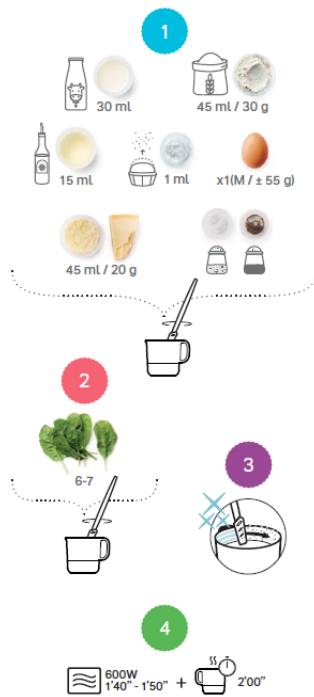 1
30 ml
45 ml / 30 g
15 ml
1 ml
x1(M / ± 55 g)
45 ml / 20 g
2
6-7
3
4
600W
1'40" - 1'50"
+
2'00"